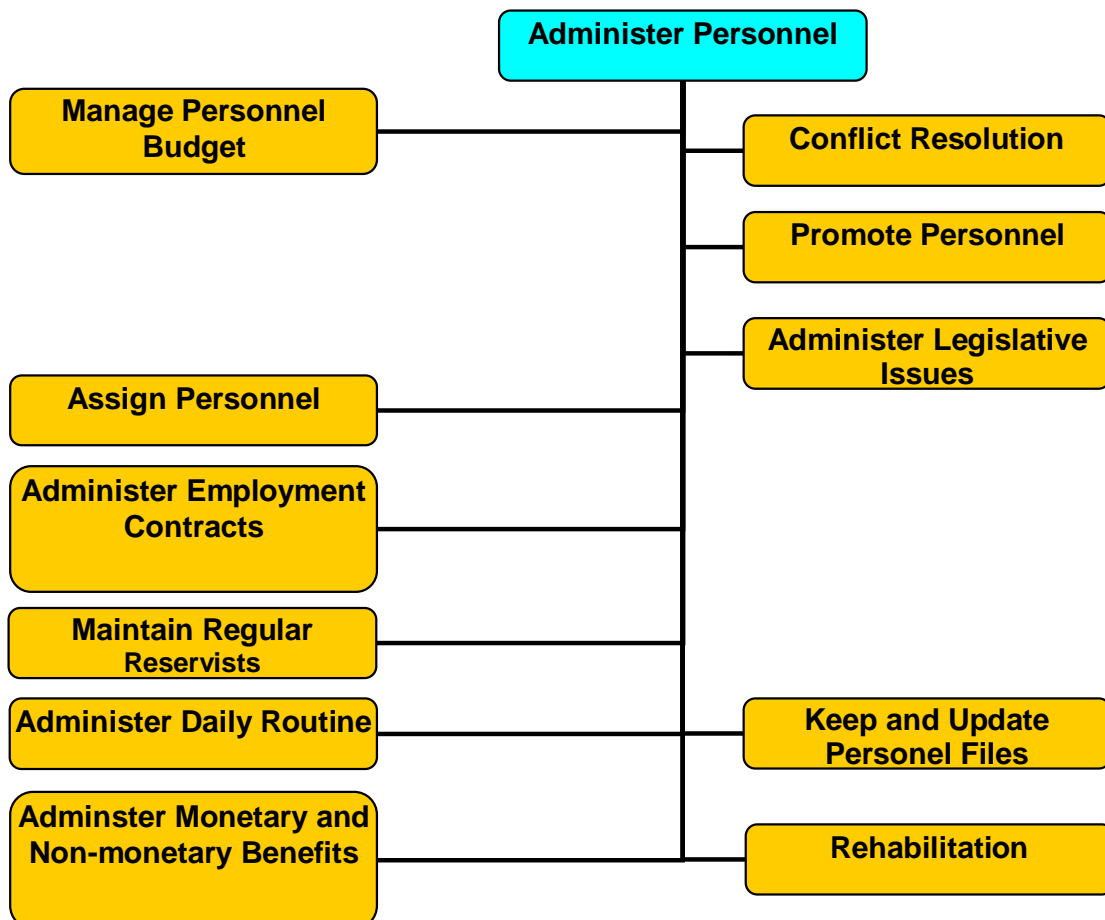 Administer Personnel
Manage Personnel
Budget
Conflict Resolution
Promote Personnel
Administer Legislative
Issues
Assign Personnel
Administer Employment
Contracts
Maintain Regular
Reservists
Administer Daily Routine
Keep and Update
Personel Files
Adminster Monetary and
Non-monetary Benefits
Rehabilitation